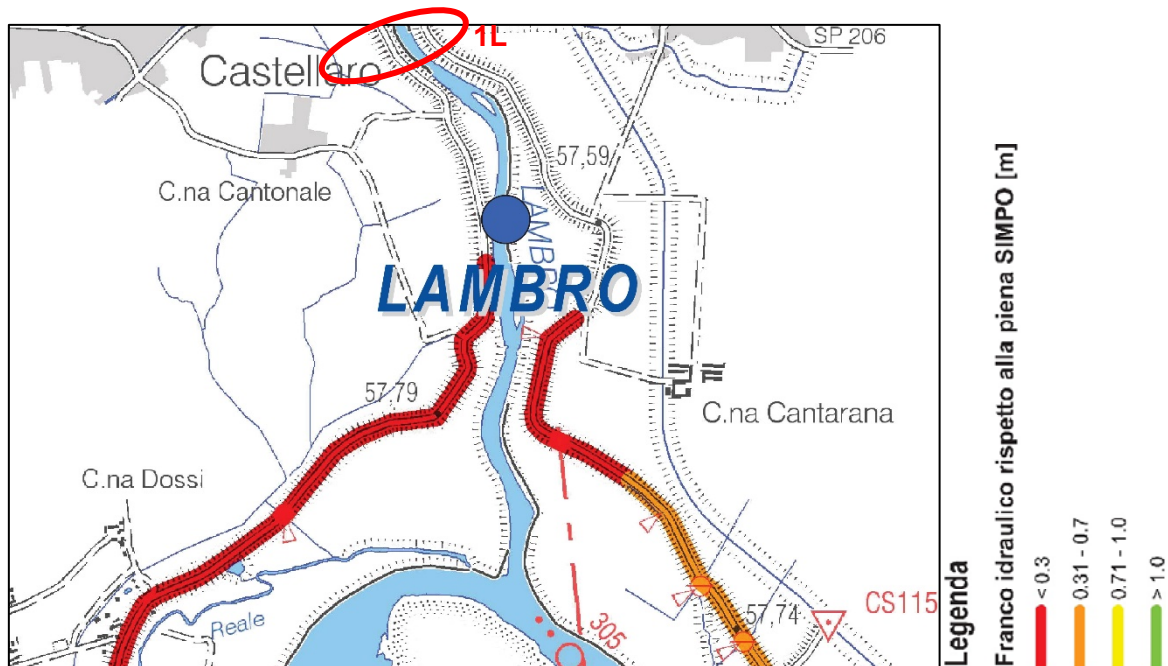 1L
SP 206
Castellaro
57,59
C.na Cantonale
LAMBRO
LAMBRO
57,79
C.na Cantarana
C.na Dossi
CS115
57,74
305
Reale
Legenda
Franco idraulico rispetto alla piena SIMPO [m]
< 0.3
0.31 - 0.7
0.71 - 1.0
> 1.0